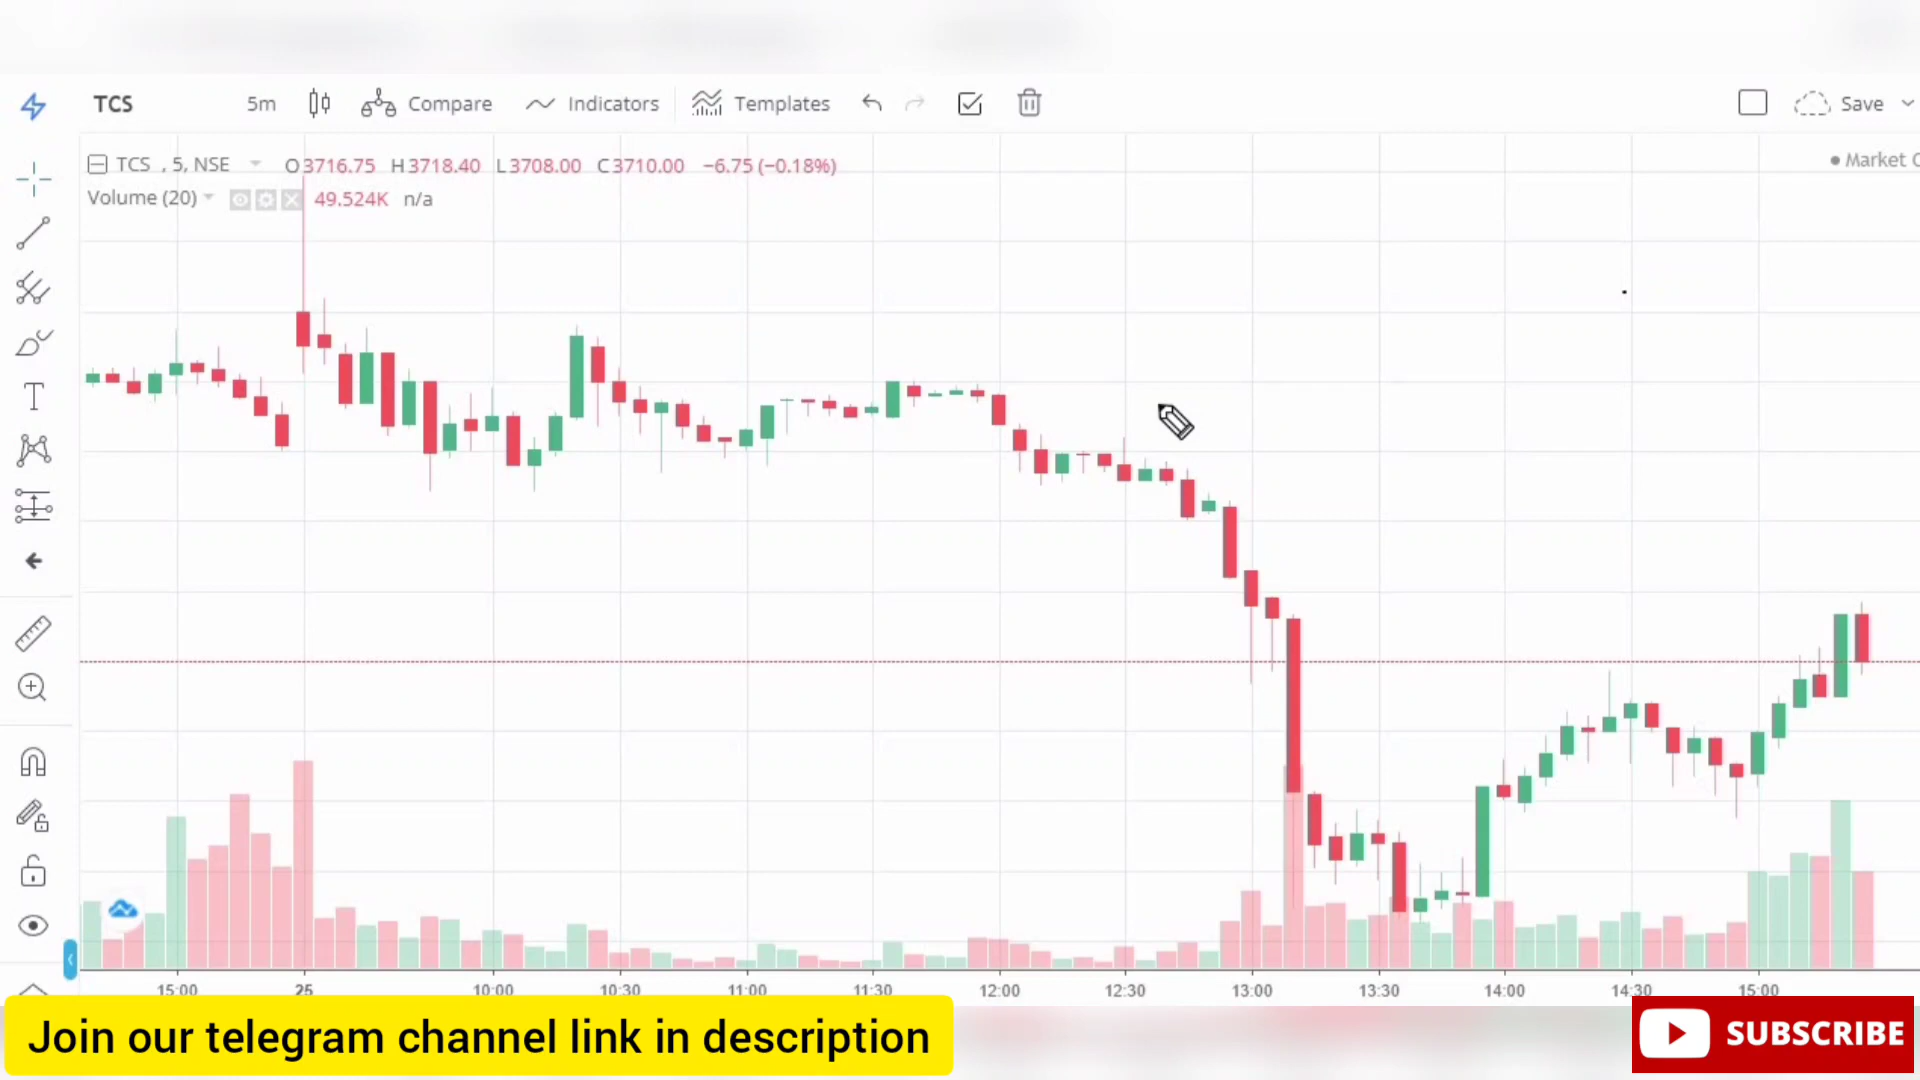 TCS 5m Compare Indicators Templates Save
TCS , 5, NSE O3716.75 H3718.40 L3708.00 C3710.00 −6.75 (−0.18%)
Market
Volume (20) 49.524K n/a
15:00 25 10:00 10:30 11:00 11:30 12:00 12:30 13:00 13:30 14:00 14:30 15:00
Join our telegram channel link in description
SUBSCRIBE